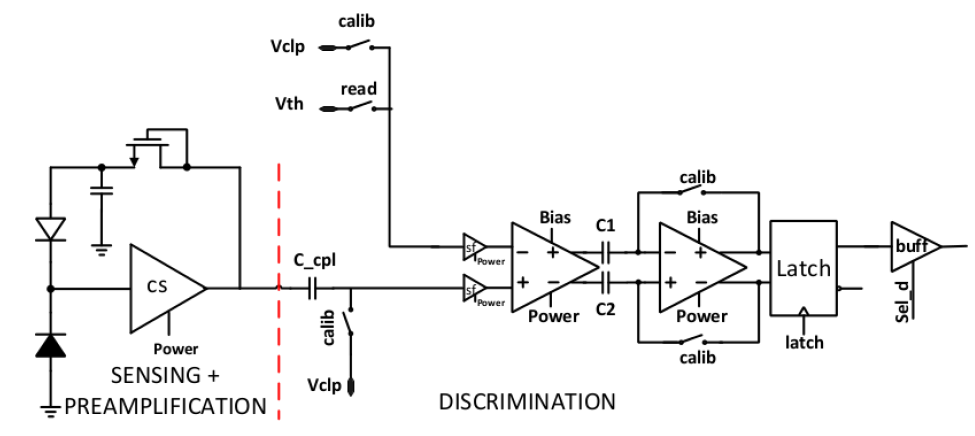 calib
Vclp
read
Vth
calib
Bias
C1
Bias
sf
Power
- +
- +
Latch
buff
C_cpl
cs
sf
Power
+ -
+ -
C2
Power
Power
calib
Sel_d
latch
calib
Power
Vclp
SENSING +
PREAMPLIFICATION
DISCRIMINATION